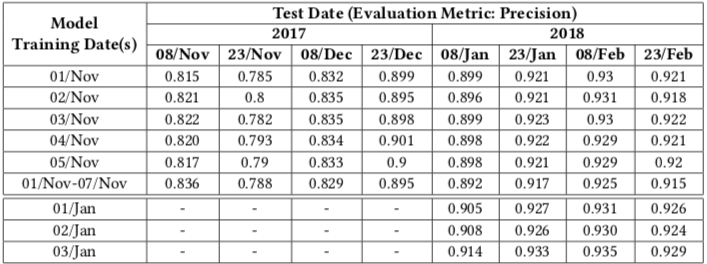 Model Training Date(s) Test Date (Evaluation Metric: Precision)
2017 2018
08/Nov 23/Nov 08/Dec 23/Dec 08/Jan 23/Jan 08/Feb 23/Feb
01/Nov 0.815 0.785 0.832 0.899 0.899 0.921 0.93 0.921
02/Nov 0.821 0.8 0.835 0.895 0.896 0.921 0.931 0.918
03/Nov 0.822 0.782 0.835 0.898 0.899 0.923 0.93 0.922
04/Nov 0.820 0.793 0.834 0.901 0.898 0.922 0.929 0.921
05/Nov 0.817 0.79 0.833 0.9 0.898 0.921 0.929 0.92
01/Nov-07/Nov 0.836 0.788 0.829 0.895 0.892 0.917 0.925 0.915
01/Jan - - - - 0.905 0.927 0.931 0.926
02/Jan - - - - 0.908 0.926 0.930 0.924
03/Jan - - - - 0.914 0.933 0.935 0.929